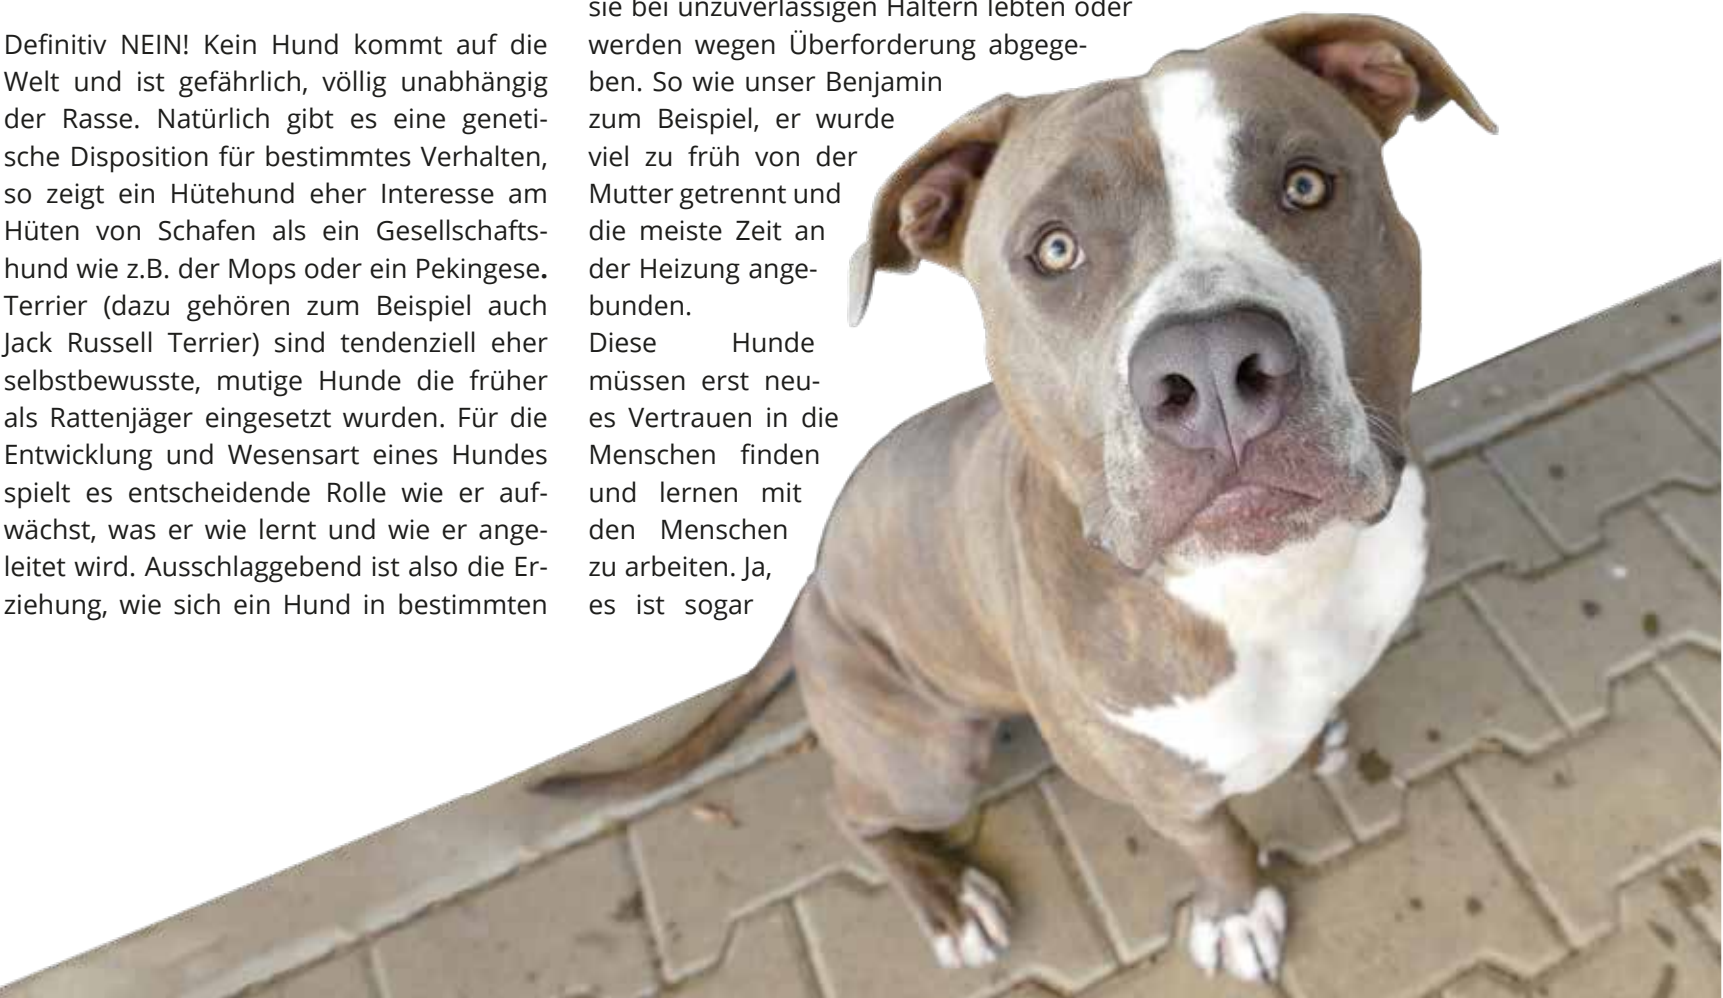 Definitiv NEIN! Kein Hund kommt auf die
Welt und ist gefährlich, völlig unabhängig
der Rasse. Natürlich gibt es eine geneti-
sche Disposition für bestimmtes Verhalten,
so zeigt ein Hütehund eher Interesse am
Hüten von Schafen als ein Gesellschafts-
hund wie z.B. der Mops oder ein Pekingese.
Terrier (dazu gehören zum Beispiel auch
Jack Russell Terrier) sind tendenziell eher
selbstbewusste, mutige Hunde die früher
als Rattenjäger eingesetzt wurden. Für die
Entwicklung und Wesensart eines Hundes
spielt es entscheidende Rolle wie er auf-
wächst, was er wie lernt und wie er ange-
leitet wird. Ausschlaggebend ist also die Er-
ziehung, wie sich ein Hund in bestimmten
sie bei unzuverlässigen Haltern lebten oder
werden wegen Überforderung abgege-
ben. So wie unser Benjamin
zum Beispiel, er wurde
viel zu früh von der
Mutter getrennt und
die meiste Zeit an
der Heizung ange-
bunden.
Diese Hunde
müssen erst neu-
es Vertrauen in die
Menschen finden
und lernen mit
den Menschen
zu arbeiten. Ja,
es ist sogar